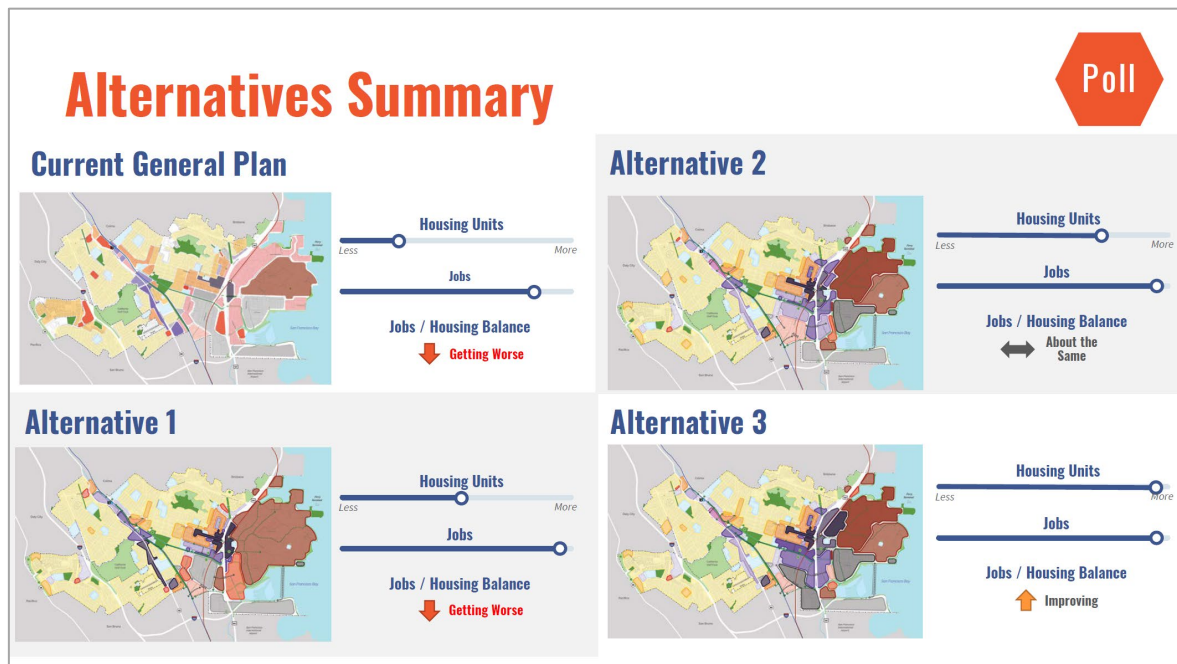 Alternatives Summary
Poll
Current General Plan
Housing Units
Less
More
Jobs
Jobs / Housing Balance
Getting Worse
Alternative 2
Housing Units
Less
More
Jobs
Jobs / Housing Balance
About the
Same
Alternative 1
Housing Units
Less
More
Jobs
Jobs / Housing Balance
Getting Worse
Alternative 3
Housing Units
Less
More
Jobs
Jobs / Housing Balance
Improving